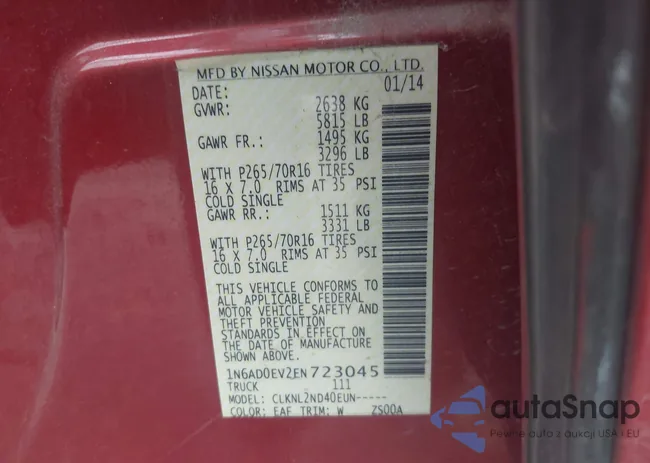 MFD BY NISSAN MOTOR CO., LTD.
DATE: 01/14
GVWR: 2638 KG
5815 LB
GAWR FR.: 1495 KG
3296 LB
WITH P265/70R16 TIRES
16 X 7.0 RIMS AT 35 PSI
COLD SINGLE
GAWR RR.: 1511 KG
3331 LB
WITH P265/70R16 TIRES
16 X 7.0 RIMS AT 35 PSI
COLD SINGLE
THIS VEHICLE CONFORMS TO
ALL APPLICABLE FEDERAL
MOTOR VEHICLE SAFETY AND
THEFT PREVENTION
STANDARDS IN EFFECT ON
THE DATE OF MANUFACTURE
SHOWN ABOVE.
1N6AD0EV2EN723045
TRUCK 111
MODEL: CLKNL2ND40EUN-----
COLOR: EAF TRIM: W ZS00A
autaSnap
Pewne auta z aukcji USA i EU